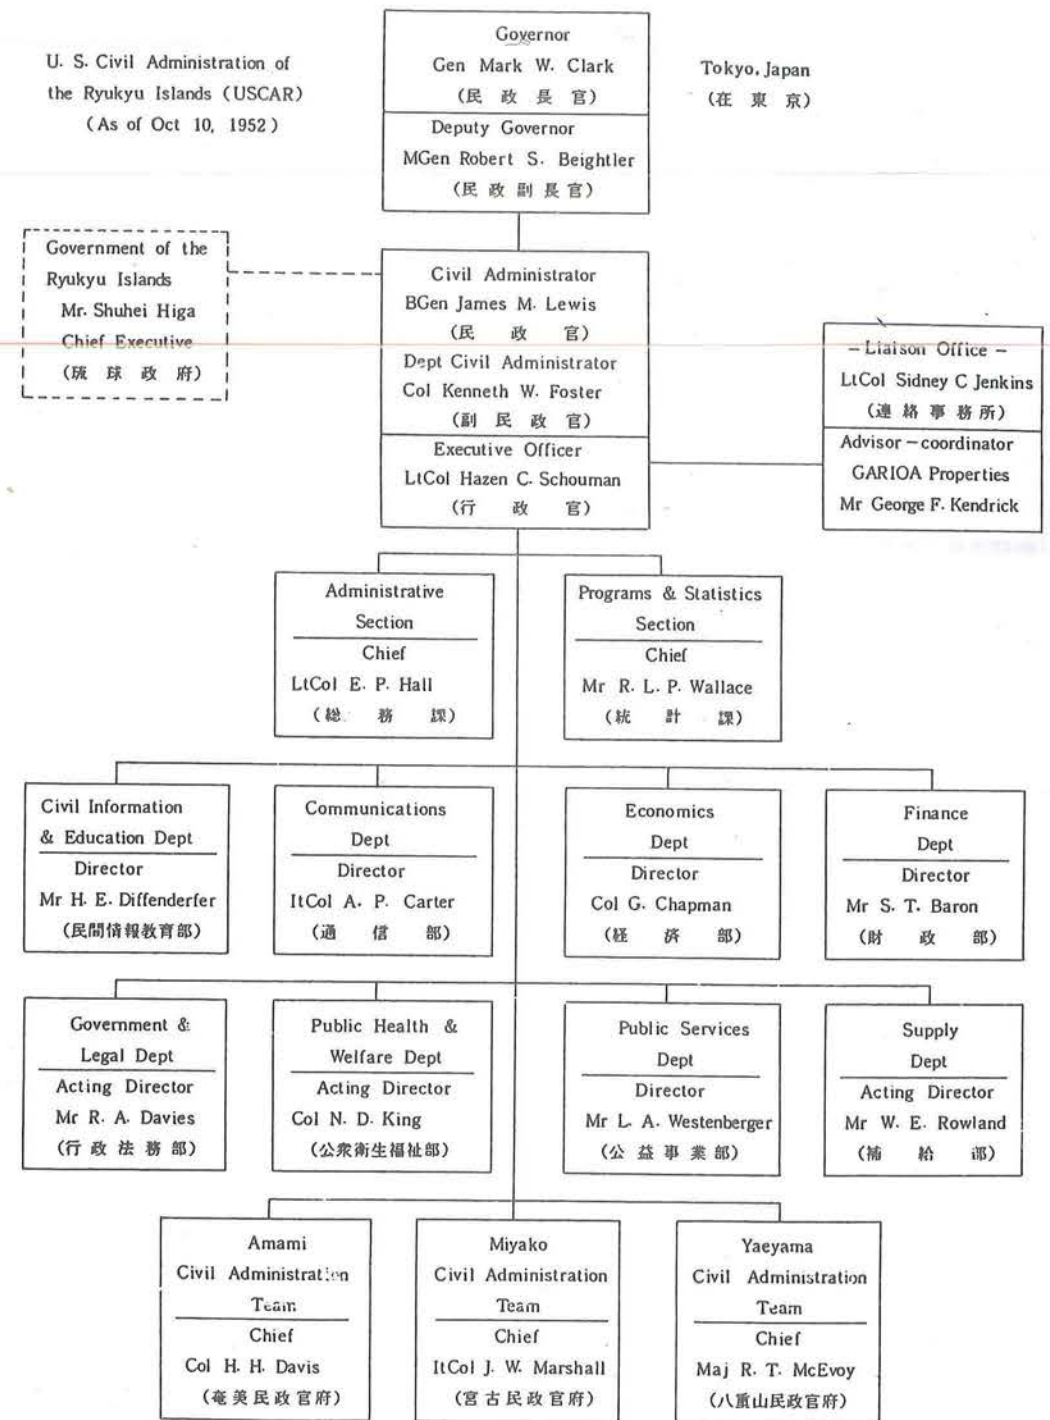 U. S. Civil Administration of
the Ryukyu Islands (USCAR)
(As of Oct 10, 1952)
Governor
Gen Mark W. Clark
(民政長官)
Deputy Governor
MGen Robert S. Beightler
(民政副長官)
Tokyo. Japan
(在東京)
Government of the
Ryukyu Islands
Mr. Shuhei Higa
Chief Executive
(琉球政府)
Civil Administrator
BGen James M. Lewis
(民政官)
Dept Civil Administrator
Col Kenneth W. Foster
(副民政官)
Executive Officer
LtCol Hazen C. Schouman
(行政官)
– Liaison Office –
LtCol Sidney C Jenkins
(連絡事務所)
Advisor – coordinator
GARIOA Properties
Mr George F. Kendrick
Administrative
Section
Chief
LtCol E. P. Hall
(総務課)
Programs & Statistics
Section
Chief
Mr R. L. P. Wallace
(統計課)
Civil Information
& Education Dept
Director
Mr H. E. Diffenderfer
(民間情報教育部)
Communications
Dept
Director
ItCol A. P. Carter
(通信部)
Economics
Dept
Director
Col G. Chapman
(経済部)
Finance
Dept
Director
Mr S. T. Baron
(財政部)
Government &
Legal Dept
Acting Director
Mr R. A. Davies
(行政法務部)
Public Health &
Welfare Dept
Acting Director
Col N. D. King
(公衆衛生福祉部)
Public Services
Dept
Director
Mr L. A. Westenberger
(公益事業部)
Supply
Dept
Acting Director
Mr W. E. Rowland
(補給部)
Amami
Civil Administration
Team
Chief
Col H. H. Davis
(奄美民政官府)
Miyako
Civil Administration
Team
Chief
ItCol J. W. Marshall
(宮古民政官府)
Yaeyama
Civil Administration
Team
Chief
Maj R. T. McEvoy
(八重山民政官府)